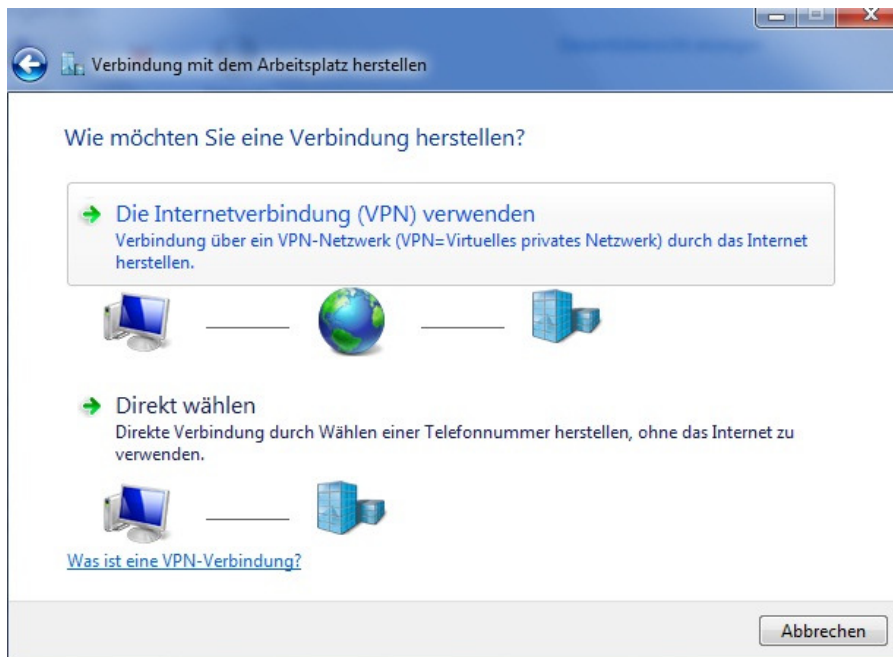 Verbindung mit dem Arbeitsplatz herstellen
Wie möchten Sie eine Verbindung herstellen?
Die Internetverbindung (VPN) verwenden
Verbindung über ein VPN-Netzwerk (VPN=Virtuelles privates Netzwerk) durch das Internet
herstellen.
Direkt wählen
Direkte Verbindung durch Wählen einer Telefonnummer herstellen, ohne das Internet zu
verwenden.
Was ist eine VPN-Verbindung?
Abbrechen